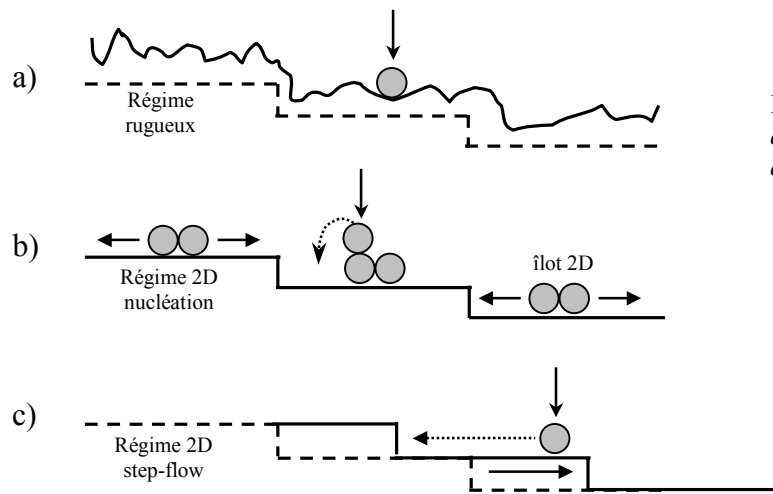 a)
Régime
rugueux
b)
Régime 2D
nucléation
îlot 2D
c)
Régime 2D
step-flow